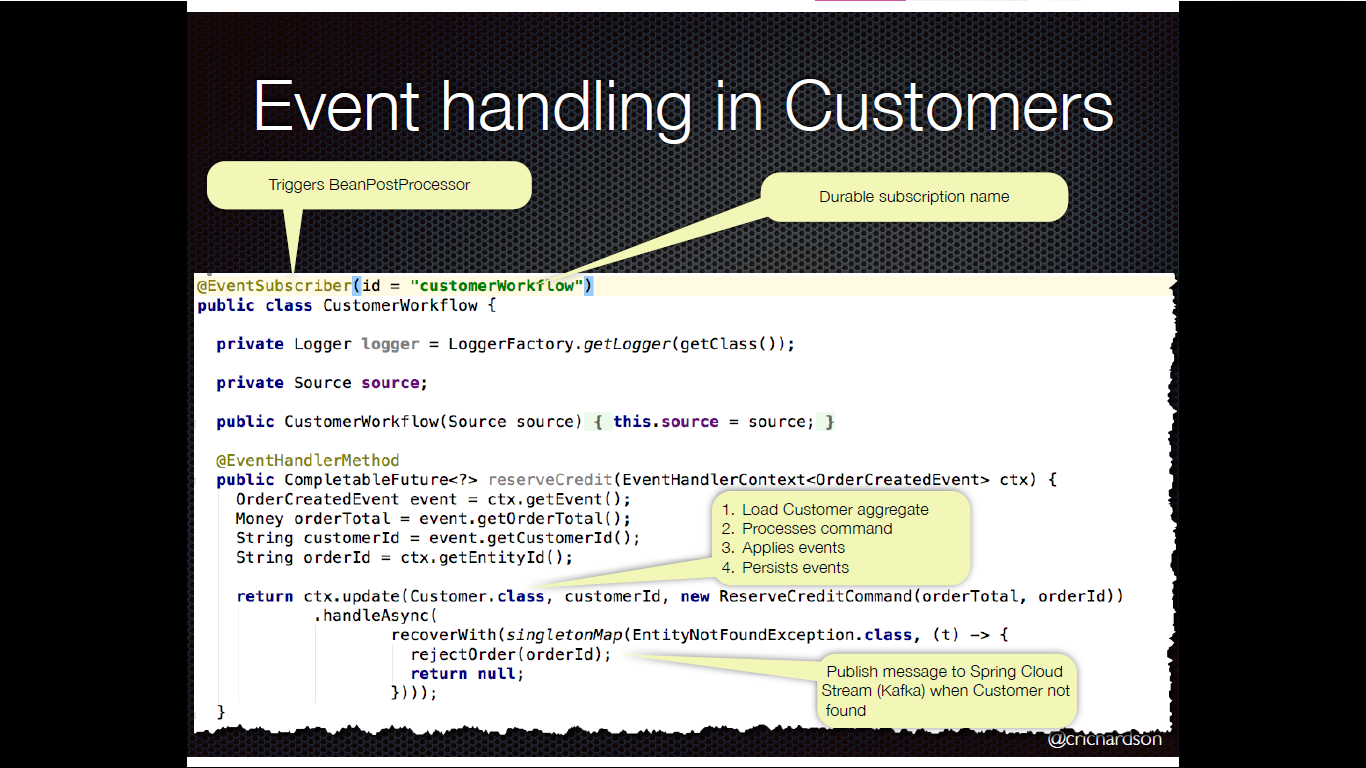 Event handling in Customers
Triggers BeanPostProcessor
Durable subscription name
@EventSubscriber(id = "customerWorkflow")
public class CustomerWorkflow {
private Logger logger = LoggerFactory.getLogger(getClass());
private Source source;
public CustomerWorkflow(Source source) { this.source = source; }
@EventHandlerMethod
public CompletableFuture<?> reserveCredit(EventHandlerContext<OrderCreatedEvent> ctx) {
OrderCreatedEvent event = ctx.getEvent();
Money orderTotal = event.getOrderTotal();
String customerId = event.getCustomerId();
String orderId = ctx.getEntityId();
1. Load Customer aggregate
2. Processes command
3. Applies events
4. Persists events
return ctx.update(Customer.class, customerId, new ReserveCreditCommand(orderTotal, orderId))
.handleAsync(
recoverWith(singletonMap(EntityNotFoundException.class, (t) -> {
rejectOrder(orderId);
return null;
})));
}
Publish message to Spring Cloud
Stream (Kafka) when Customer not
found
@crichardson